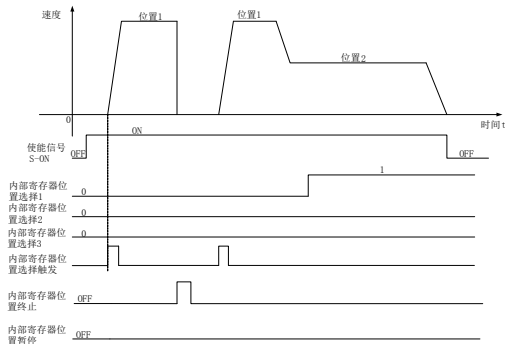 速度
位置1
位置1
位置2
0
时间t
使能信号
S-ON
OFF
ON
OFF
内部寄存器位
置选择1
0
1
内部寄存器位
置选择2
0
内部寄存器位
置选择3
0
内部寄存器位
置选择触发
内部寄存器位
置终止
OFF
内部寄存器位
置暂停
OFF